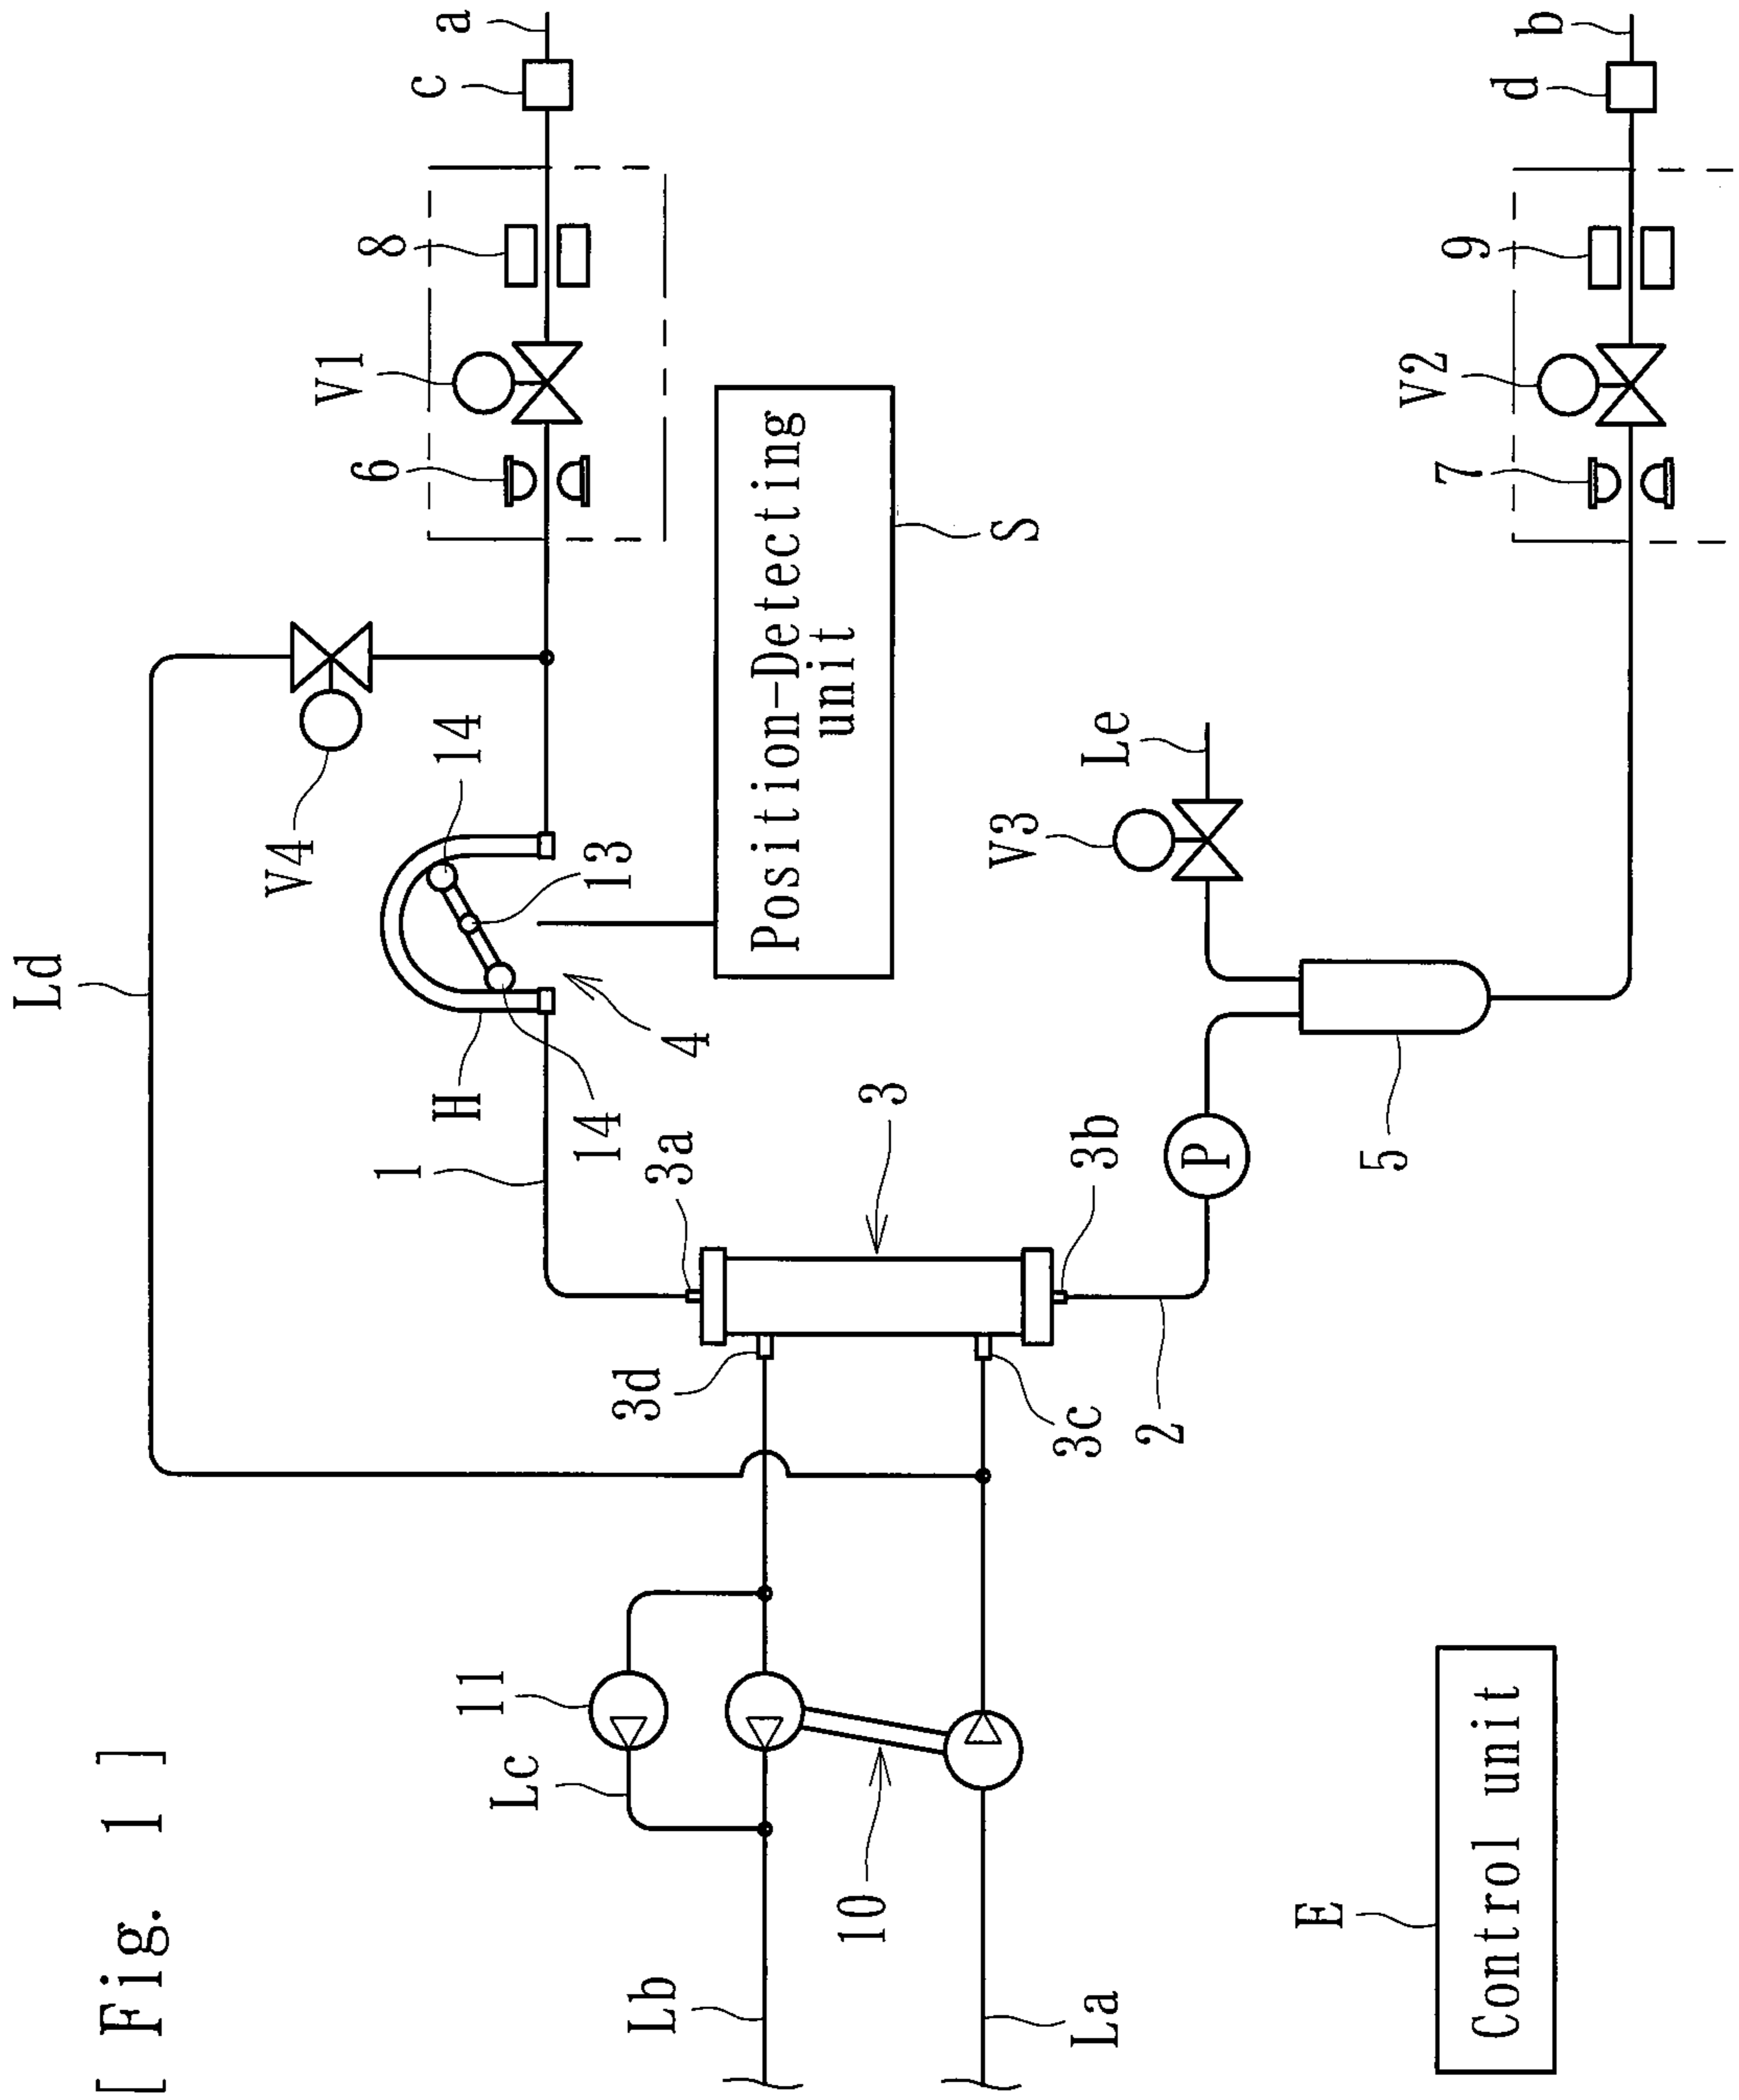 [ Fig. 1 ]
Ld
V4
V1
8
c
a
6
14
H
1
14
13
4
Position-Detecting
unit
S
11
Lc
Lb
3d
3a
3
10
La
3c
3b
2
P
V3
Le
5
V2
7
9
d
b
E
Control unit